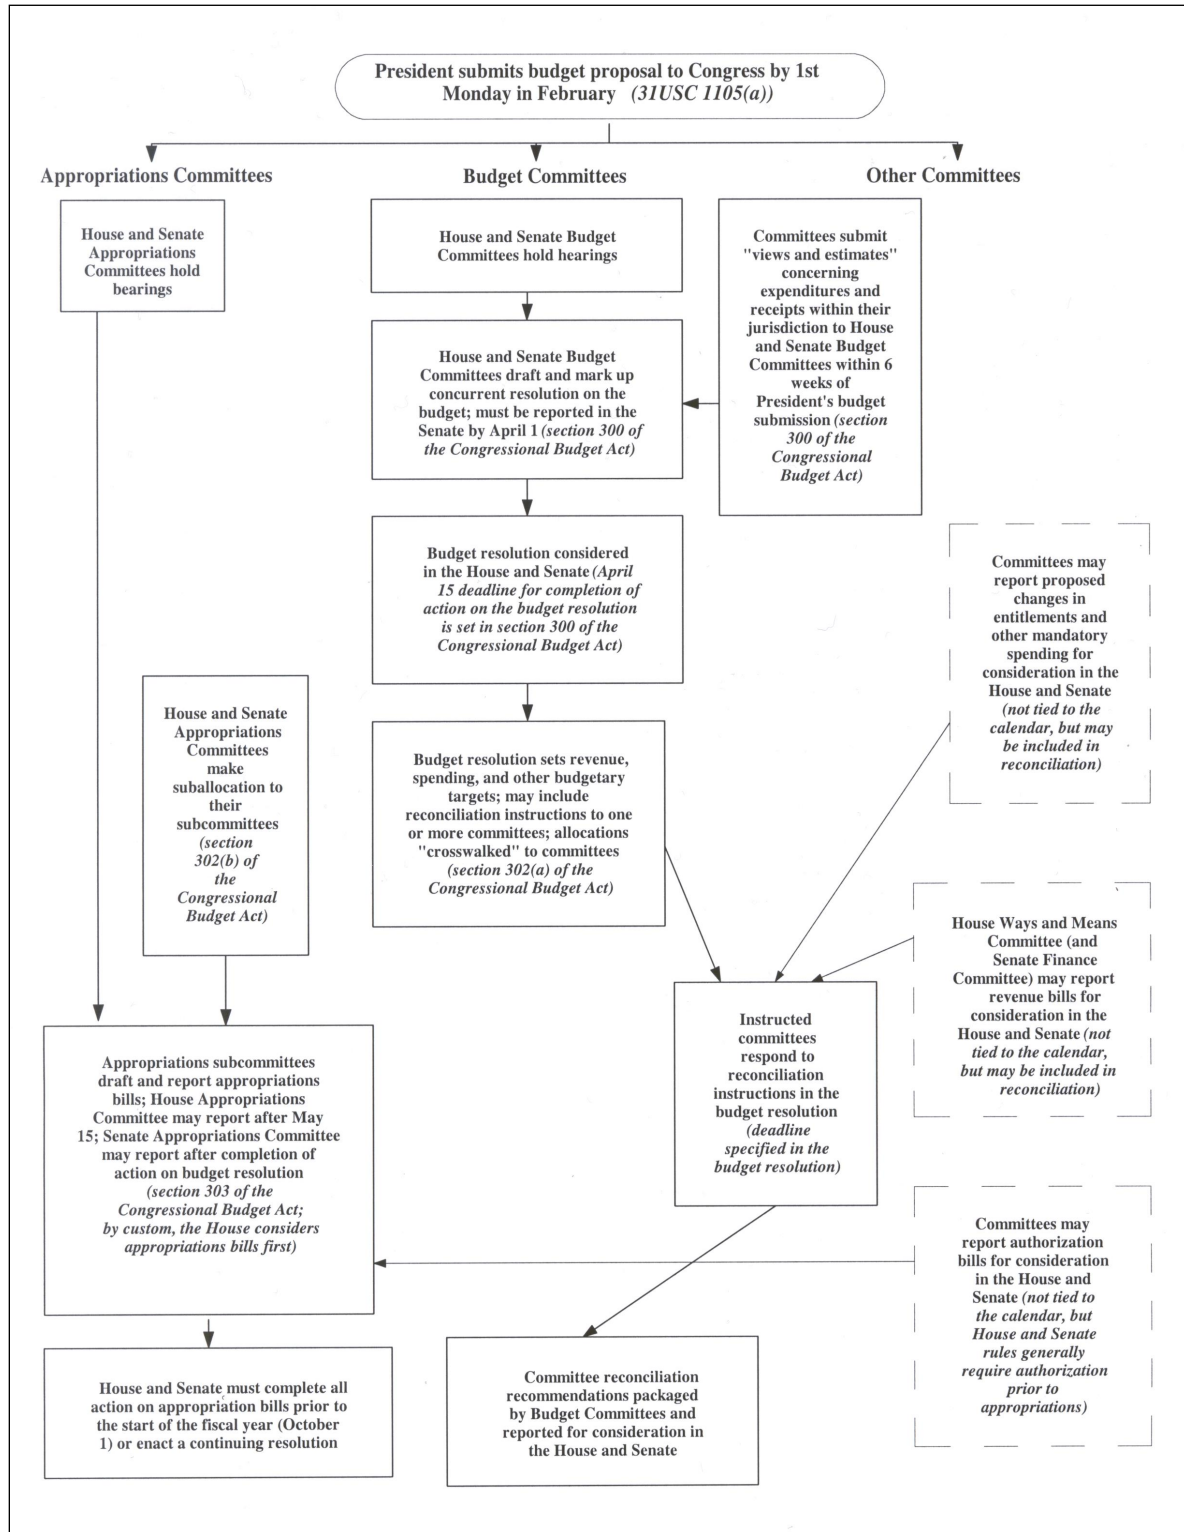 President submits budget proposal to Congress by 1st
Monday in February (31USC 1105(a))
Appropriations Committees
Budget Committees
Other Committees
House and Senate
Appropriations
Committees hold
bearings
House and Senate Budget
Committees hold hearings
Committees submit
"views and estimates"
concerning
expenditures and
receipts within their
jurisdiction to House
and Senate Budget
Committees within 6
weeks of
President's budget
submission (section
300 of the
Congressional
Budget Act)
House and Senate Budget
Committees draft and mark up
concurrent resolution on the
budget; must be reported in the
Senate by April 1 (section 300 of
the Congressional Budget Act)
Budget resolution considered
in the House and Senate (April
15 deadline for completion of
action on the budget resolution
is set in section 300 of the
Congressional Budget Act)
Committees may
report proposed
changes in
entitlements and
other mandatory
spending for
consideration in the
House and Senate
(not tied to the
calendar, but may
be included in
reconciliation)
House and Senate
Appropriations
Committees
make
suballocation to
their
subcommittees
(section
302(b) of
the
Congressional
Budget Act)
Budget resolution sets revenue,
spending, and other budgetary
targets; may include
reconciliation instructions to one
or more committees; allocations
"crosswalked" to committees
(section 302(a) of the
Congressional Budget Act)
House Ways and Means
Committee (and
Senate Finance
Committee) may report
revenue bills for
consideration in the
House and Senate (not
tied to the calendar,
but may be included in
reconciliation)
Instructed
committees
respond to
reconciliation
instructions in the
budget resolution
(deadline
specified in the
budget resolution)
Appropriations subcommittees
draft and report appropriations
bills; House Appropriations
Committee may report after May
15; Senate Appropriations Committee
may report after completion of
action on budget resolution
(section 303 of the
Congressional Budget Act;
by custom, the House considers
appropriations bills first)
Committees may
report authorization
bills for consideration
in the House and
Senate (not tied to
the calendar, but
House and Senate
rules generally
require authorization
prior to
appropriations)
House and Senate must complete all
action on appropriation bills prior to
the start of the fiscal year (October
1) or enact a continuing resolution
Committee reconciliation
recommendations packaged
by Budget Committees and
reported for consideration in
the House and Senate